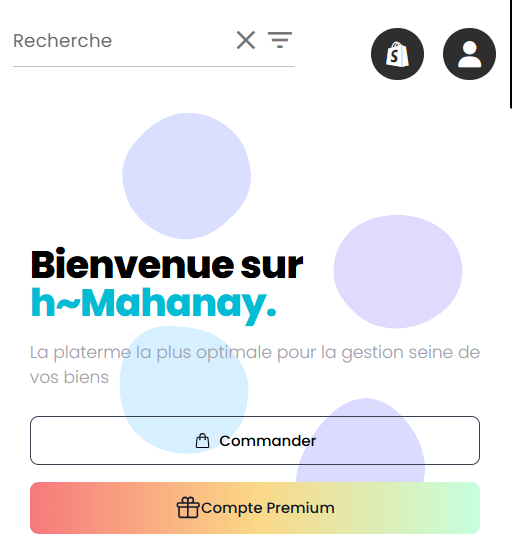 Recherche
Bienvenue sur
h~Mahanay.
La platerme la plus optimale pour la gestion seine de
vos biens
Commander
Compte Premium